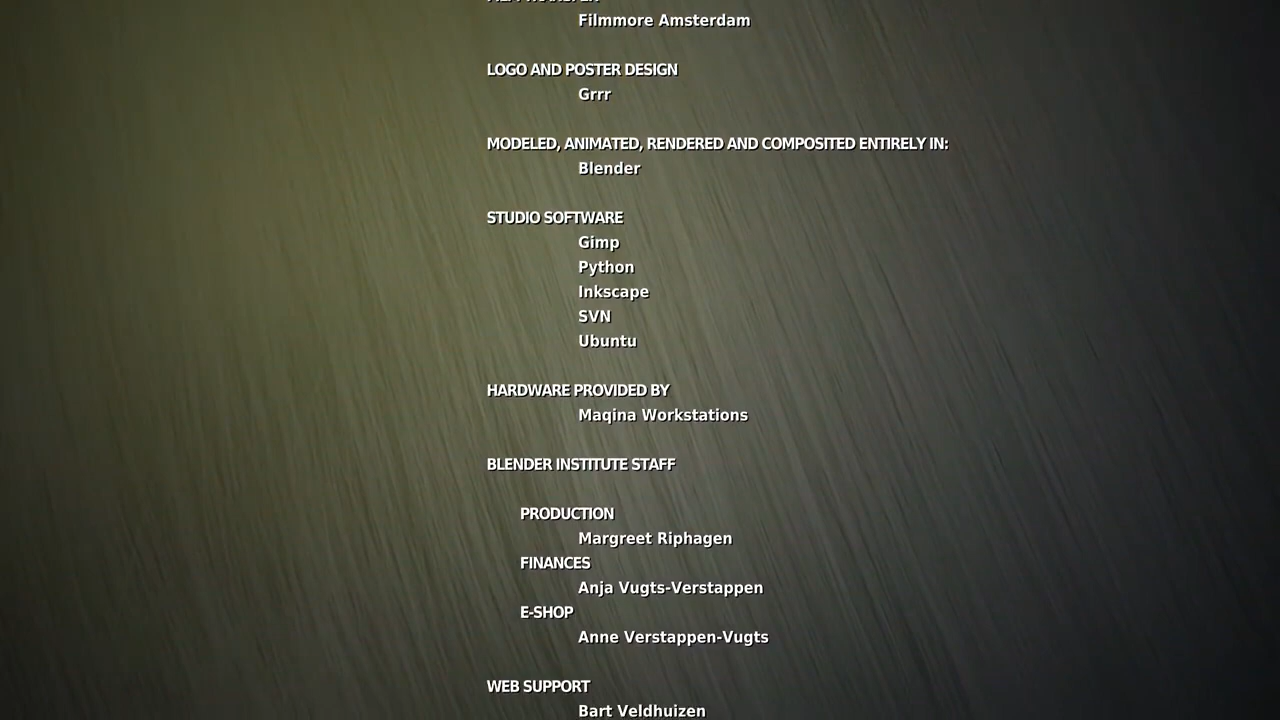 Filmmore Amsterdam
LOGO AND POSTER DESIGN
Grrr
MODELED, ANIMATED, RENDERED AND COMPOSITED ENTIRELY IN:
Blender
STUDIO SOFTWARE
Gimp
Python
Inkscape
SVN
Ubuntu
HARDWARE PROVIDED BY
Maqina Workstations
BLENDER INSTITUTE STAFF
PRODUCTION
Margreet Riphagen
FINANCES
Anja Vugts-Verstappen
E-SHOP
Anne Verstappen-Vugts
WEB SUPPORT
Bart Veldhuizen